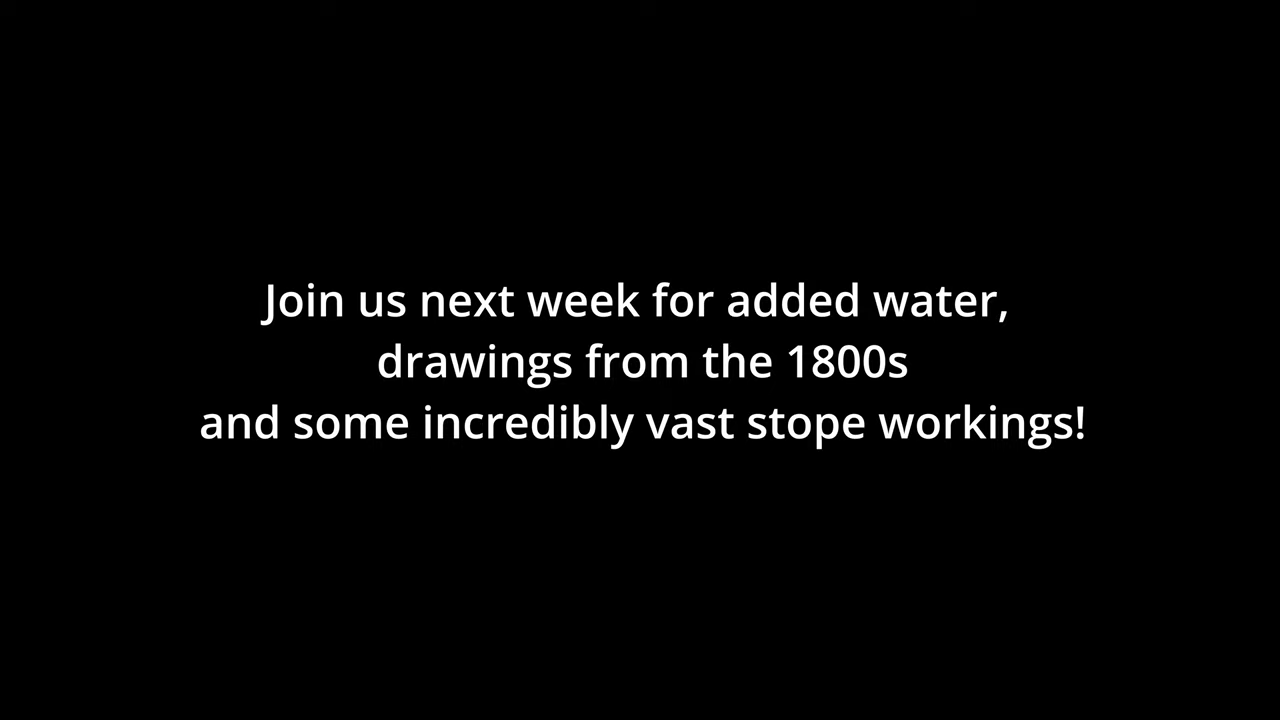 Join us next week for added water,
drawings from the 1800s
and some incredibly vast stope workings!